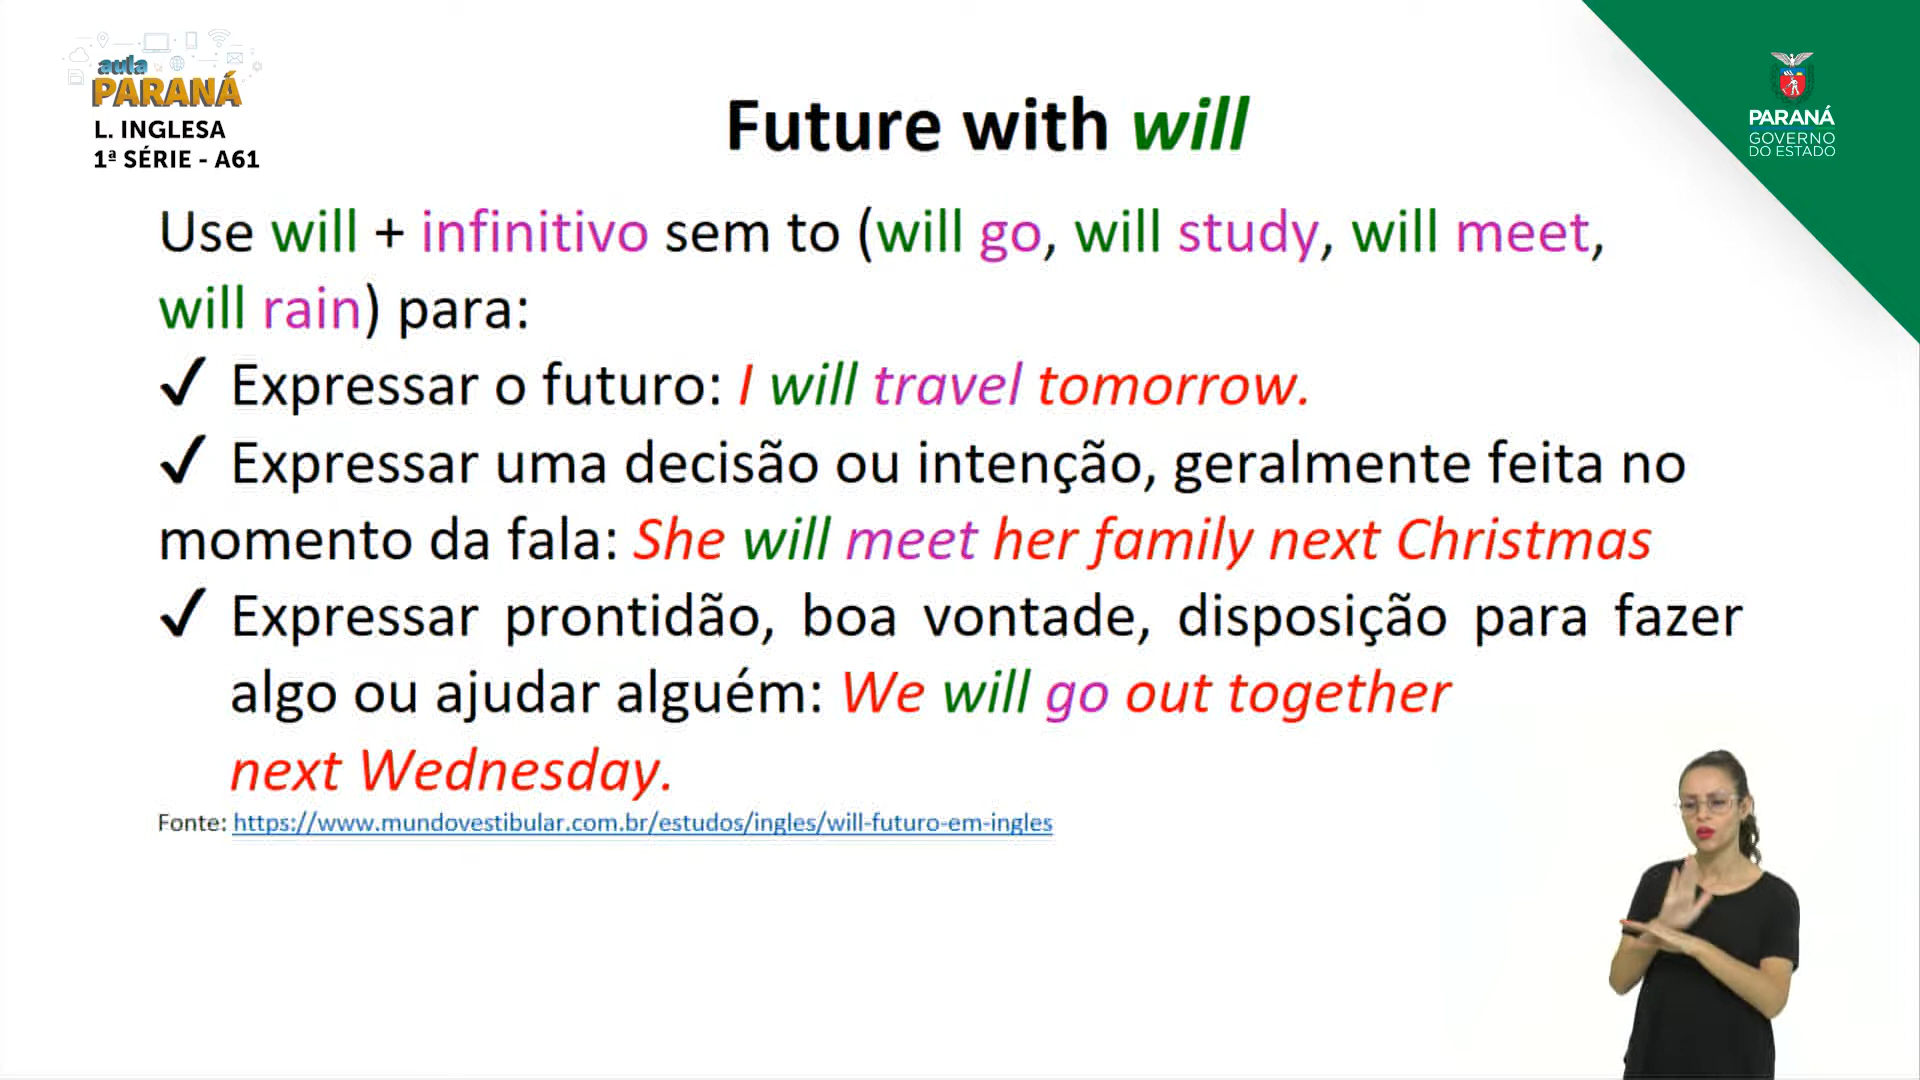 aula
PARANÁ
L. INGLESA
1ª SÉRIE - A61
PARANÁ
GOVERNO
DO ESTADO
Future with will
Use will + infinitivo sem to (will go, will study, will meet,
will rain) para:
✓ Expressar o futuro: I will travel tomorrow.
✓ Expressar uma decisão ou intenção, geralmente feita no
momento da fala: She will meet her family next Christmas
✓ Expressar prontidão, boa vontade, disposição para fazer
algo ou ajudar alguém: We will go out together
next Wednesday.
Fonte: https://www.mundovestibular.com.br/estudos/ingles/will-futuro-em-ingles